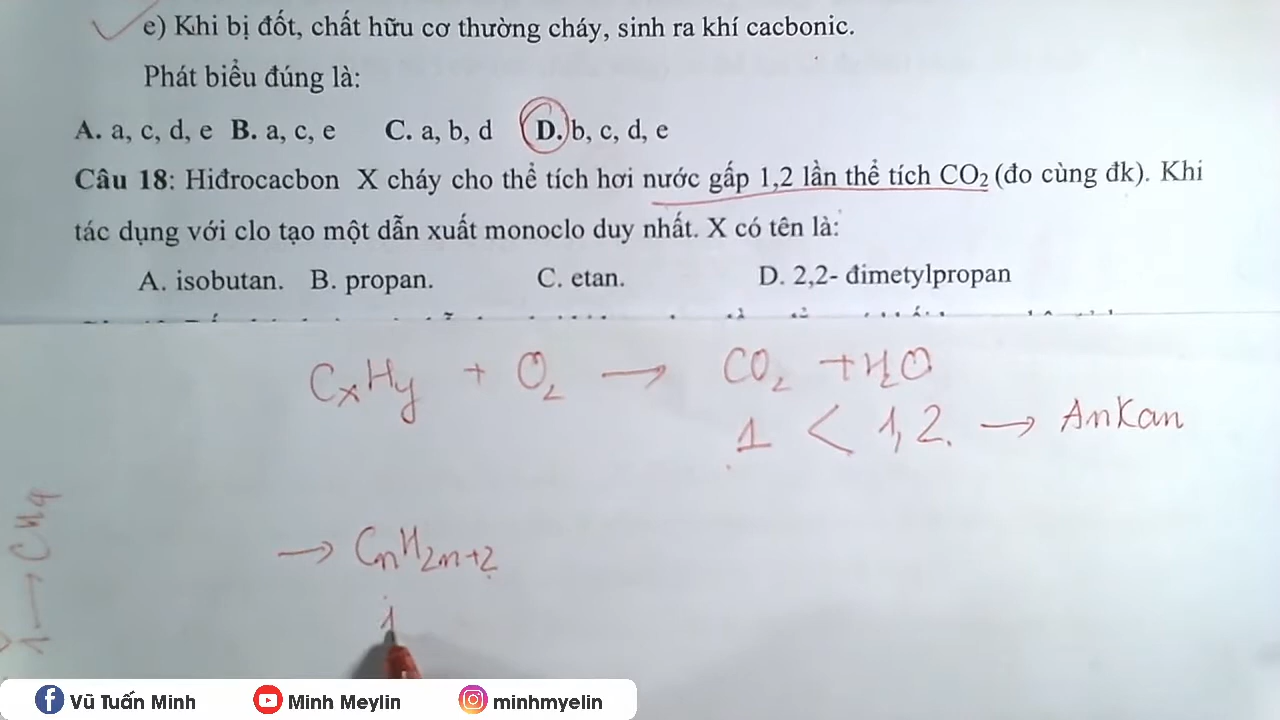 e) Khi bị đốt, chất hữu cơ thường cháy, sinh ra khí cacbonic.
Phát biểu đúng là:
A. a, c, d, e B. a, c, e C. a, b, d D. b, c, d, e
Câu 18: Hiđrocacbon X cháy cho thể tích hơi nước gấp 1,2 lần thể tích CO₂ (đo cùng đk). Khi
tác dụng với clo tạo một dẫn xuất monoclo duy nhất. X có tên là:
A. isobutan. B. propan. C. etan. D. 2,2- đimetylpropan
CxHy + O₂ → CO₂ + H₂O
1 < 1,2. → Ankan
→ CnH2n+2
1
1 → CH4
Vũ Tuấn Minh Minh Meylin minhmyelin